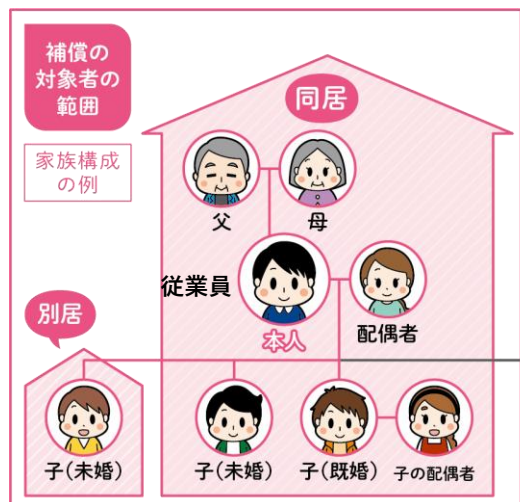 補償の
対象者の
範囲
家族構成
の例
同居
父
母
従業員
本人
配偶者
別居
子(未婚)
子(未婚)
子(既婚)
子の配偶者